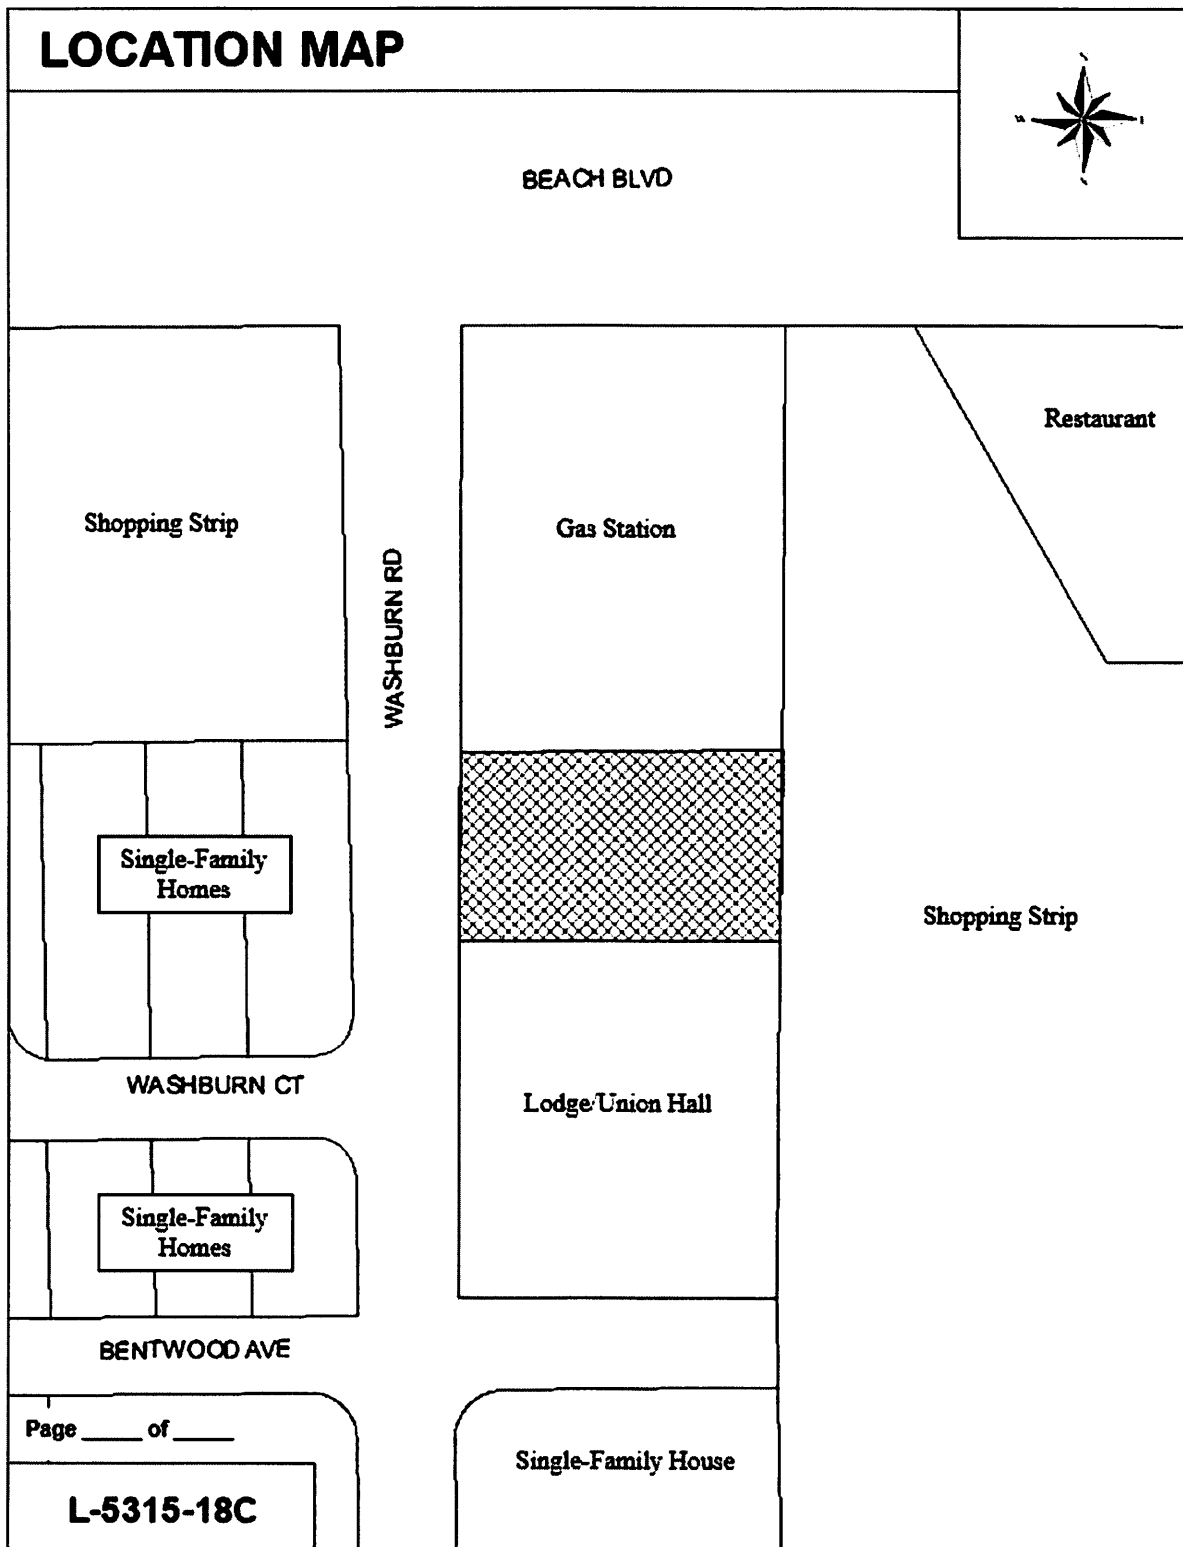 LOCATION MAP
BEACH BLVD
Restaurant
Shopping Strip
Gas Station
WASHBURN RD
Single-Family
Homes
Shopping Strip
WASHBURN CT
Lodge/Union Hall
Single-Family
Homes
BENTWOOD AVE
Page _____ of _____
Single-Family House
L-5315-18C